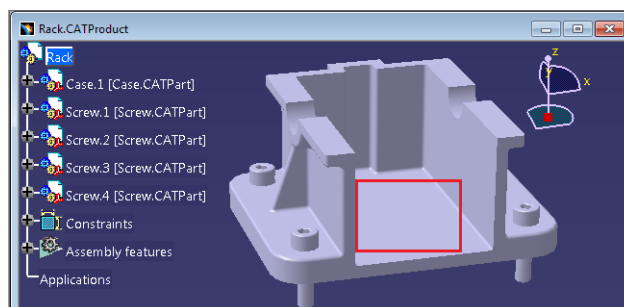 Rack.CATProduct
Rack
Case.1 [Case.CATPart]
Screw.1 [Screw.CATPart]
Screw.2 [Screw.CATPart]
Screw.3 [Screw.CATPart]
Screw.4 [Screw.CATPart]
Constraints
Assembly features
Applications
z
y
x